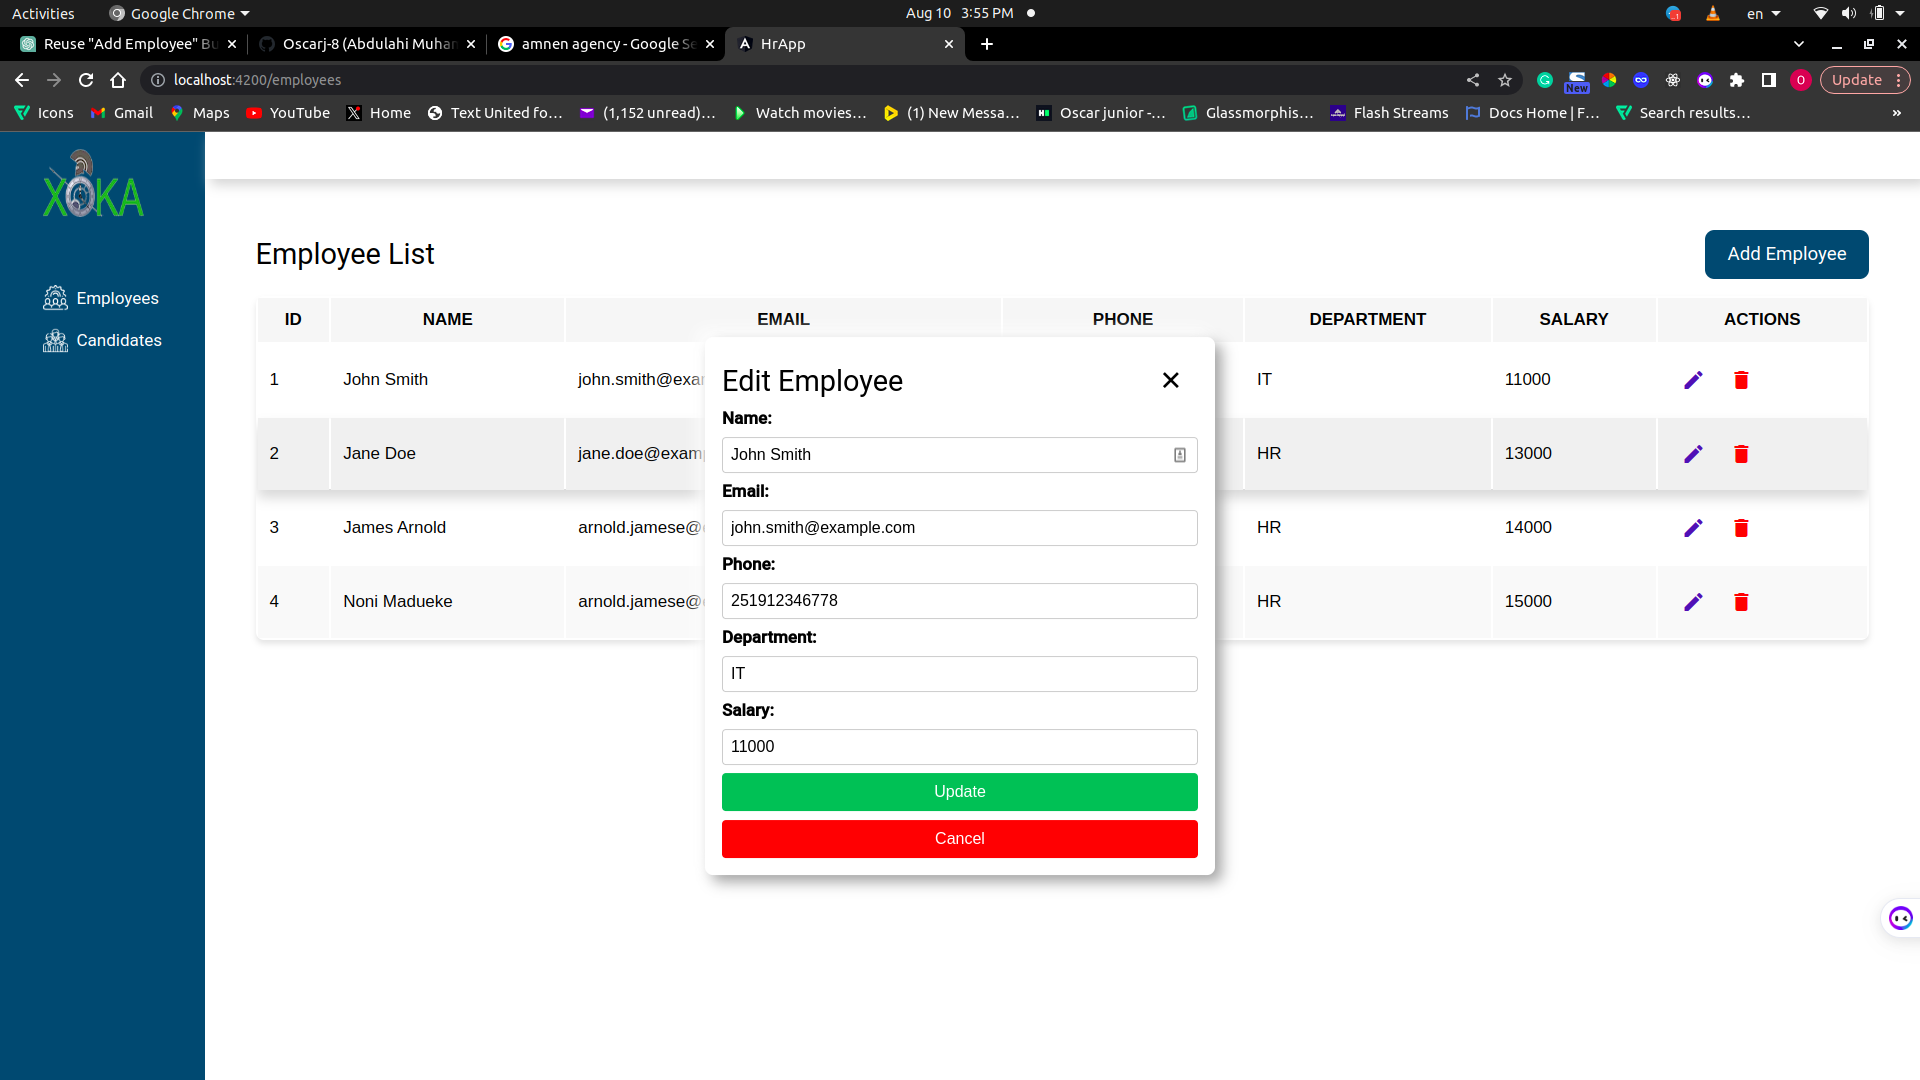 Activities Google Chrome Aug 10 3:55 PM en
Reuse "Add Employee" Bu Oscarj-8 (Abdulahi Muham amnen agency - Google Se HrApp
localhost:4200/employees New O Update
Icons Gmail Maps YouTube Home Text United fo… (1,152 unread)… Watch movies… (1) New Messa… Oscar junior -… Glassmorphis… Flash Streams Docs Home | F… Search results… »
XOKA
Employees
Candidates
Employee List Add Employee
ID NAME EMAIL PHONE DEPARTMENT SALARY ACTIONS
1 John Smith john.smith@exa IT 11000
2 Jane Doe jane.doe@exam HR 13000
3 James Arnold arnold.jamese@ HR 14000
4 Noni Madueke arnold.jamese@ HR 15000
Edit Employee
Name:
John Smith
Email:
john.smith@example.com
Phone:
251912346778
Department:
IT
Salary:
11000
Update
Cancel